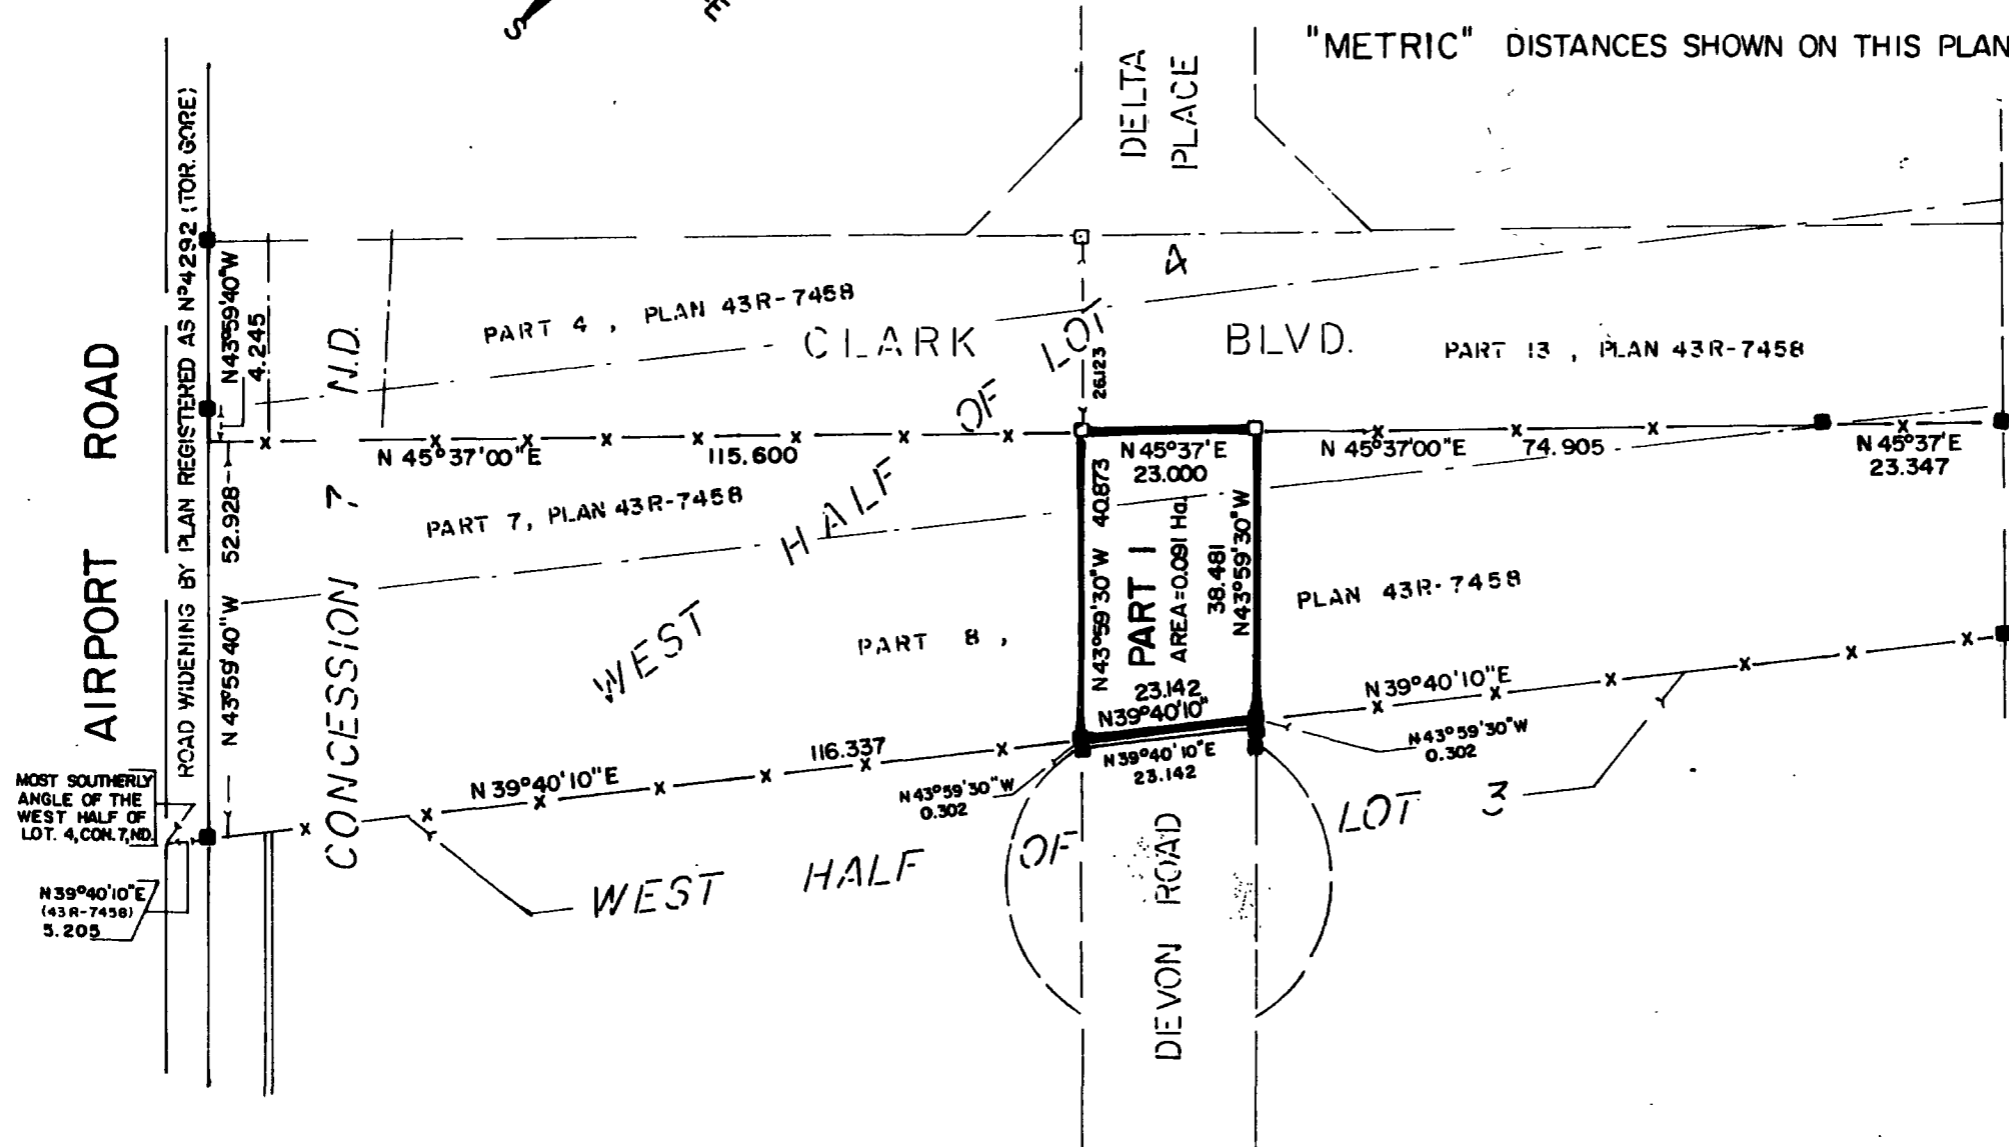 S
E
"METRIC" DISTANCES SHOWN ON THIS PLAN
DELTA
PLACE
AIRPORT ROAD
ROAD WIDENING BY PLAN REGISTERED AS Nº4292 (TOR. GORE)
N43°59'40"W
4.245
N 43°59'40"W 52.928
CONCESSION 7 N.D.
PART 4, PLAN 43R-7458
CLARK BLVD.
PART 13, PLAN 43R-7458
26.123
WEST HALF OF LOT 4
N 45°37'00"E 115.600
N 45°37'E
23.000
N 45°37'00"E 74.905
N 45°37'E
23.347
PART 7, PLAN 43R-7458
N43°59'30"W 40.873
PART 1
AREA=0.091 Ha.
38.481
N43°59'30"W
23.142
N39°40'10"
PART 8, PLAN 43R-7458
N 39°40'10"E
N 39°40'10"E 116.337
N 39°40'10"E
23.142
N43°59'30"W
0.302
N43°59'30"W
0.302
MOST SOUTHERLY
ANGLE OF THE
WEST HALF OF
LOT. 4, CON. 7, N.D.
N39°40'10"E
(43R-7458)
5.205
WEST HALF OF LOT 3
DEVON ROAD